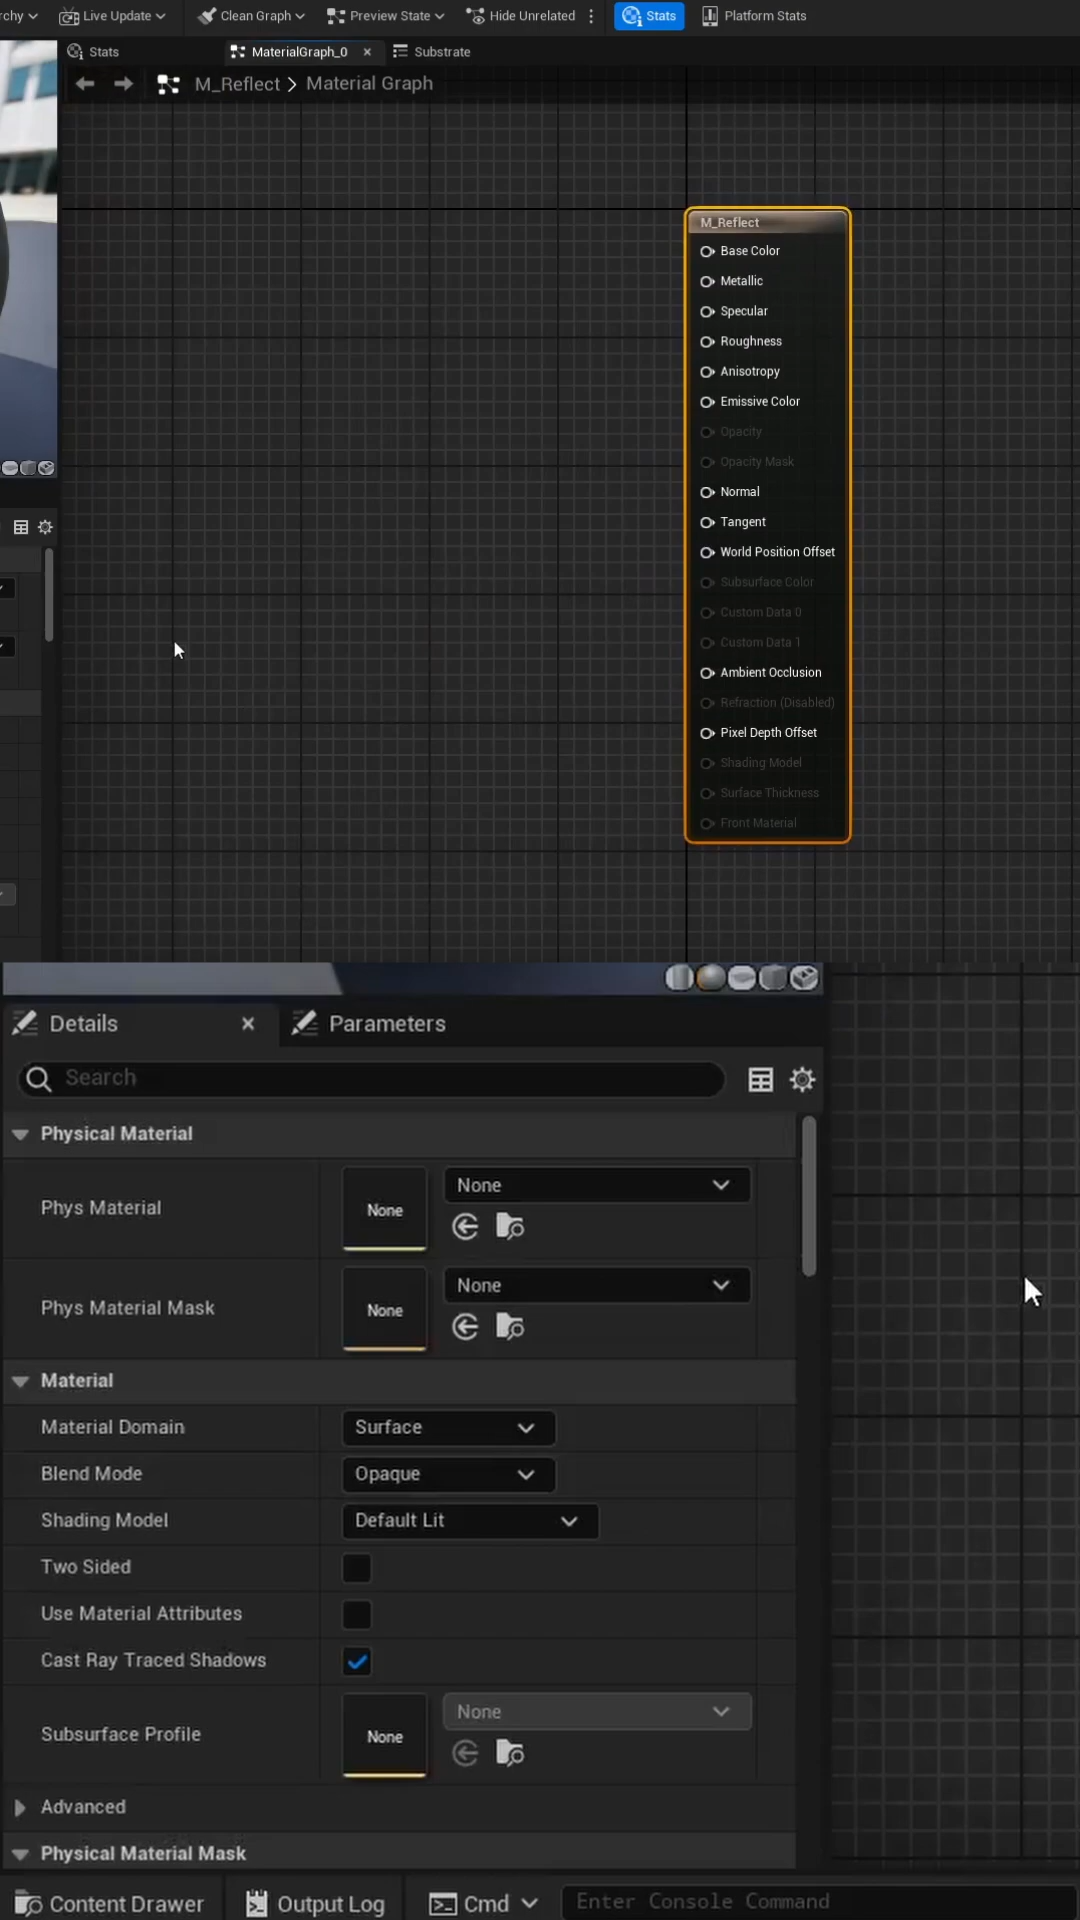 rchy
Live Update
Clean Graph
Preview State
Hide Unrelated
Stats
Platform Stats
Stats
MaterialGraph_0
Substrate
M_Reflect > Material Graph
M_Reflect
Base Color
Metallic
Specular
Roughness
Anisotropy
Emissive Color
Opacity
Opacity Mask
Normal
Tangent
World Position Offset
Subsurface Color
Custom Data 0
Custom Data 1
Ambient Occlusion
Refraction (Disabled)
Pixel Depth Offset
Shading Model
Surface Thickness
Front Material
Details
Parameters
Search
Physical Material
Phys Material
None
None
Phys Material Mask
None
None
Material
Material Domain
Surface
Blend Mode
Opaque
Shading Model
Default Lit
Two Sided
Use Material Attributes
Cast Ray Traced Shadows
Subsurface Profile
None
None
Advanced
Physical Material Mask
Content Drawer
Output Log
Cmd
Enter Console Command